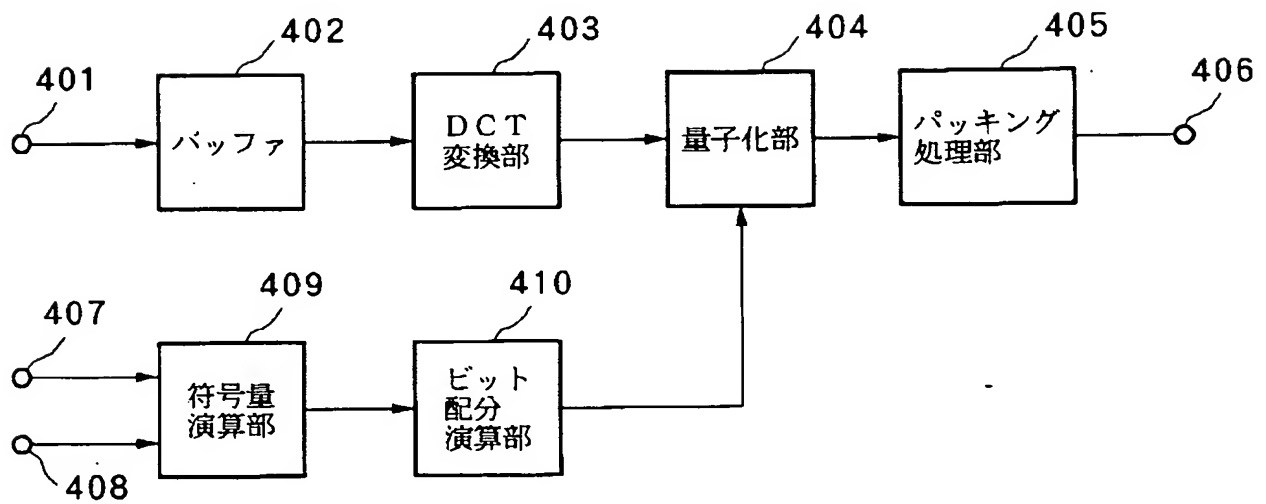 402
403
404
405
401
406
バッファ
DCT
変換部
量子化部
パッキング
処理部
407
409
410
符号量
演算部
ビット
配分
演算部
408